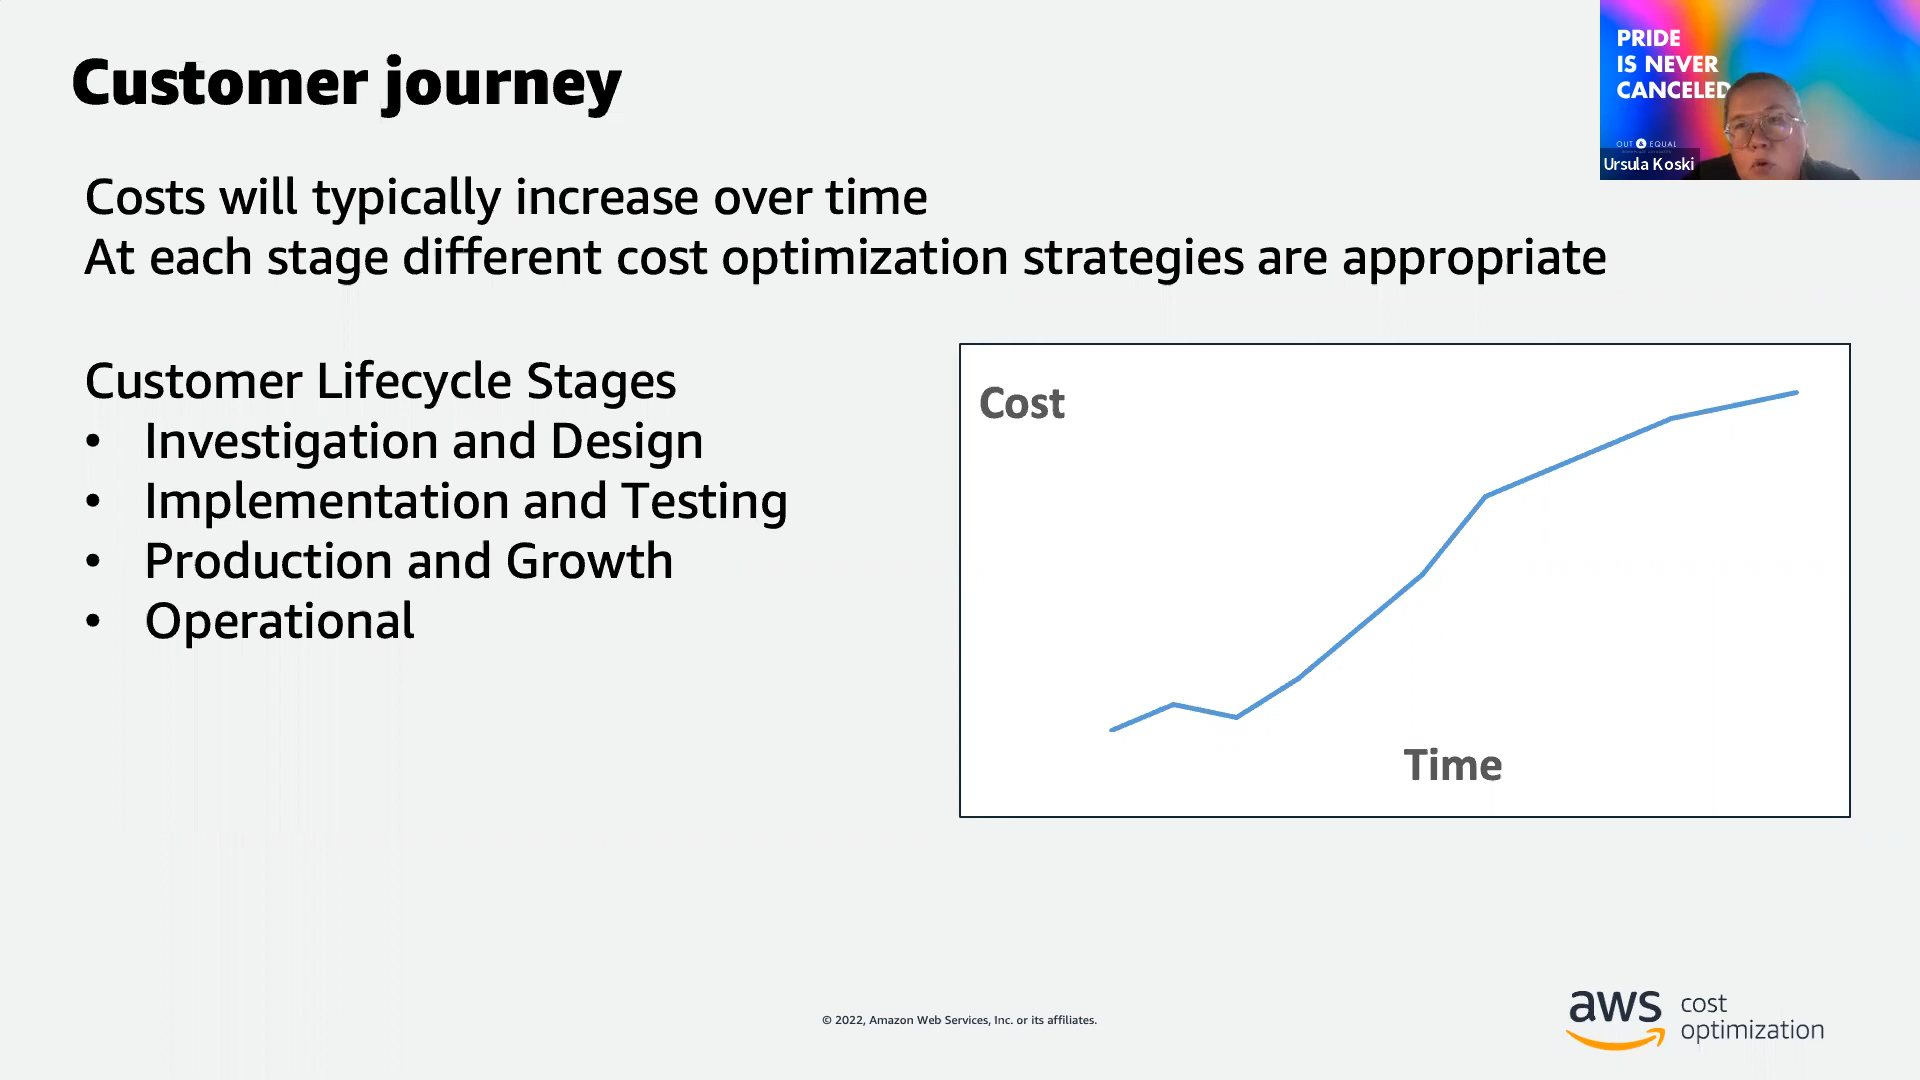 Customer journey
PRIDE
IS NEVER
CANCELED
OUT & EQUAL
Ursula Koski
Costs will typically increase over time
At each stage different cost optimization strategies are appropriate
Customer Lifecycle Stages
• Investigation and Design
• Implementation and Testing
• Production and Growth
• Operational
Cost
Time
© 2022, Amazon Web Services, Inc. or its affiliates.
aws cost
optimization